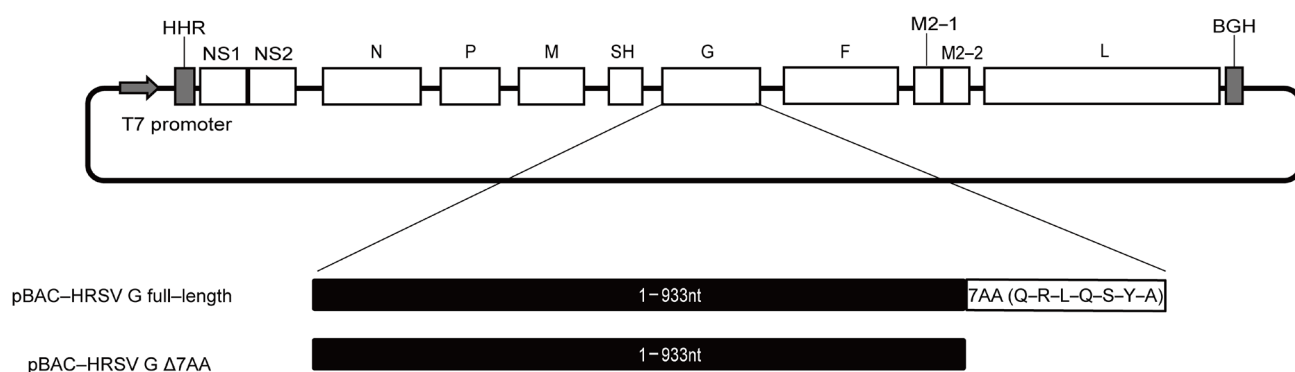 HHR
NS1
NS2
N
P
M
SH
G
F
M2–1
M2–2
L
BGH
T7 promoter
pBAC–HRSV G full–length
1–933nt
7AA (Q–R–L–Q–S–Y–A)
pBAC–HRSV G Δ7AA
1–933nt